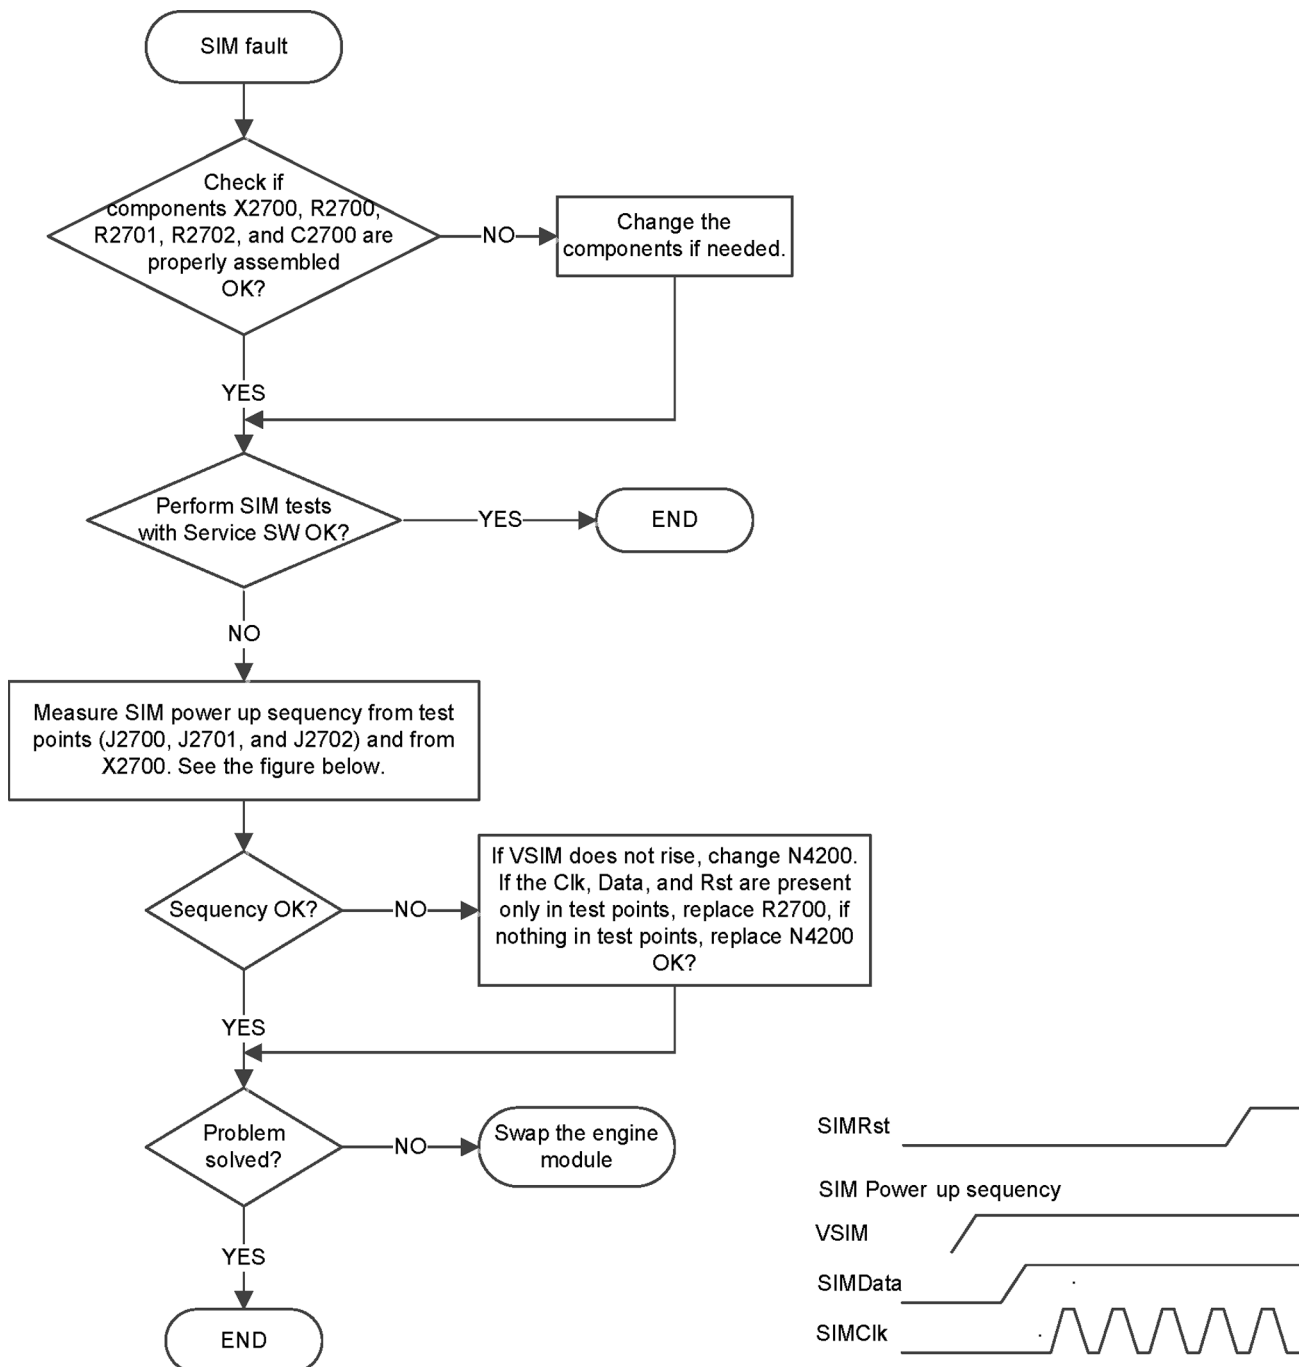 SIM fault
Check if
components X2700, R2700,
R2701, R2702, and C2700 are
properly assembled
OK?
NO
Change the
components if needed.
YES
Perform SIM tests
with Service SW OK?
YES
END
NO
Measure SIM power up sequency from test
points (J2700, J2701, and J2702) and from
X2700. See the figure below.
Sequency OK?
NO
If VSIM does not rise, change N4200.
If the Clk, Data, and Rst are present
only in test points, replace R2700, if
nothing in test points, replace N4200
OK?
YES
Problem
solved?
NO
Swap the engine
module
YES
END
SIMRst
SIM Power up sequency
VSIM
SIMData
SIMClk